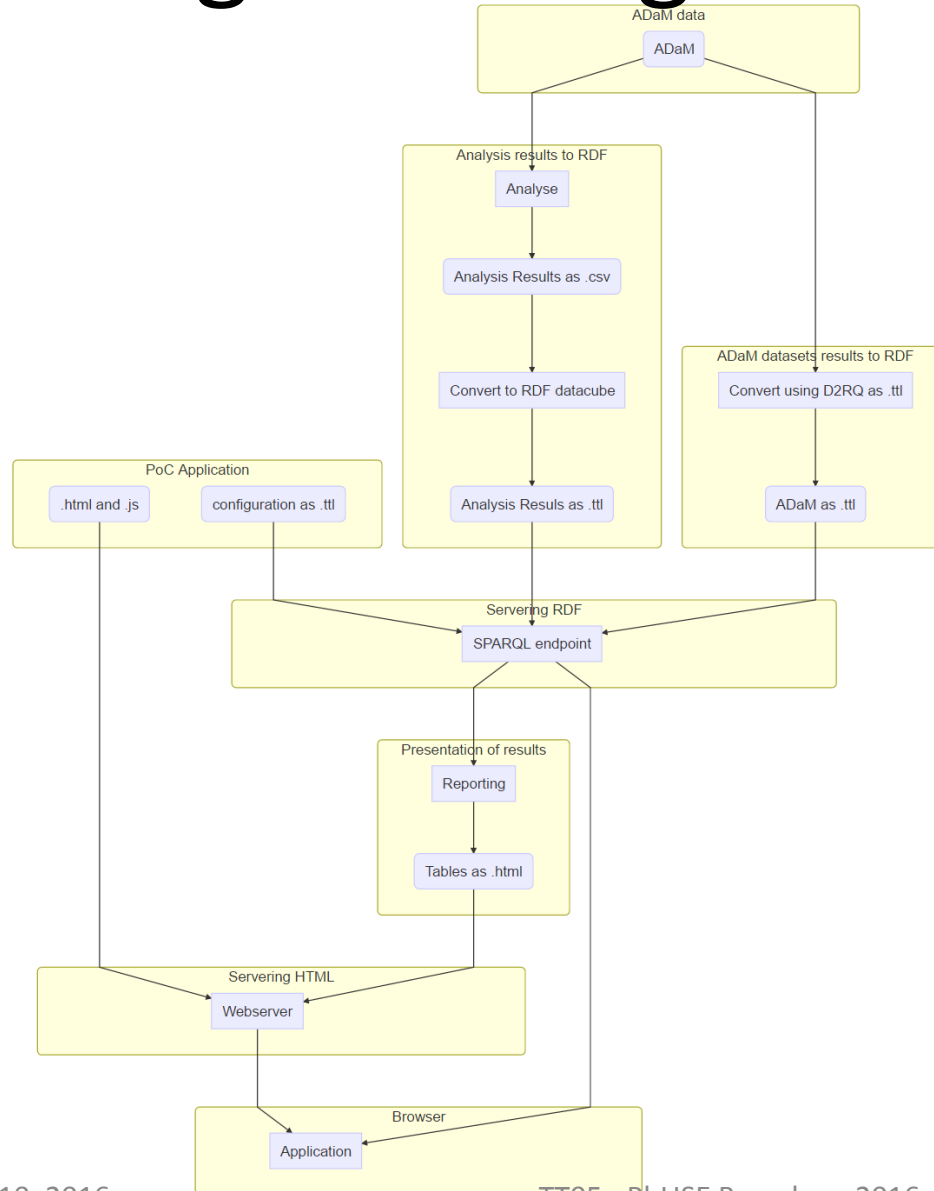 ADaM data
ADaM
Analysis results to RDF
Analyse
Analysis Results as .csv
ADaM datasets results to RDF
Convert to RDF datacube
Convert using D2RQ as .ttl
PoC Application
.html and .js
configuration as .ttl
Analysis Resuls as .ttl
ADaM as .ttl
Servering RDF
SPARQL endpoint
Presentation of results
Reporting
Tables as .html
Servering HTML
Webserver
Browser
Application
2016
2016